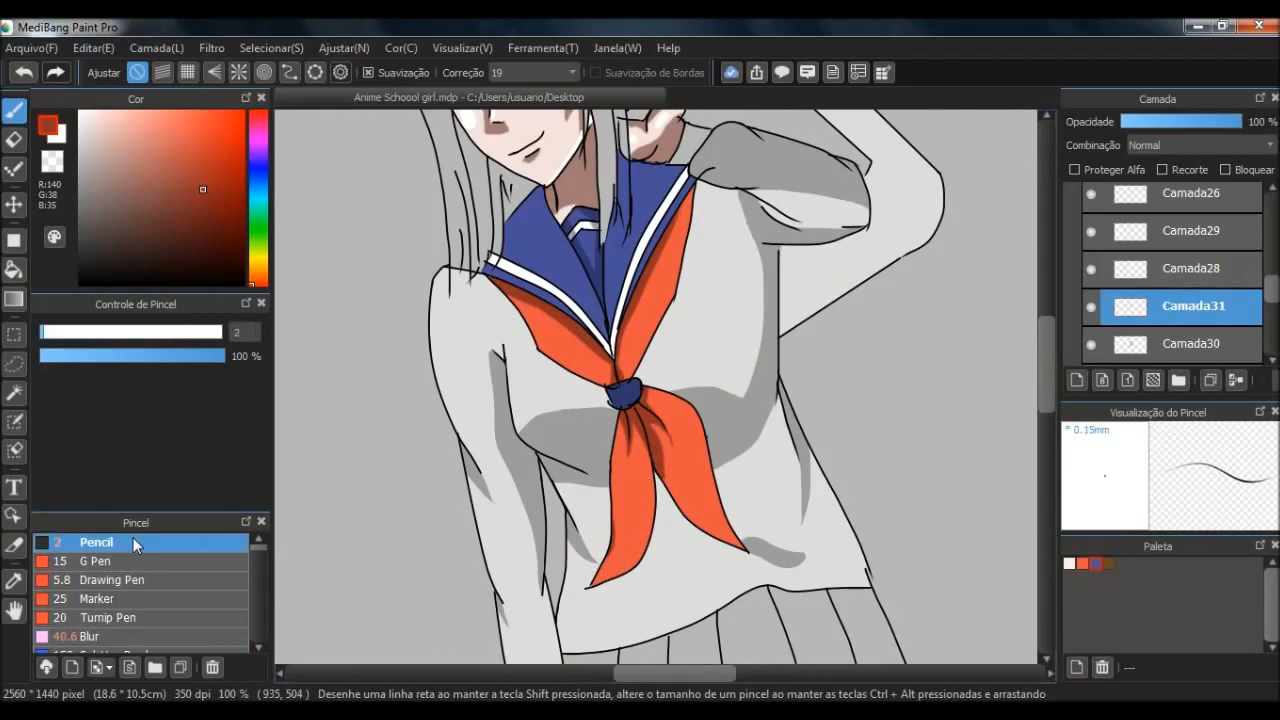 MediBang Paint Pro
Arquivo(F) Editar(E) Camada(L) Filtro Selecionar(S) Ajustar(N) Cor(C) Visualizar(V) Ferramenta(T) Janela(W) Help
Ajustar Suavização Correção 19 Suavização de Bordas
Cor
Anime Schoool girl.mdp - C:/Users/usuario/Desktop
Camada
Opacidade 100 %
Combinação Normal
Proteger Alfa Recorte Bloquear
R:140
G:38
B:35
Camada26
Camada29
Camada28
Camada31
Camada30
Controle de Pincel
2
100 %
Visualização do Pincel
* 0.15mm
Pincel
2 Pencil
15 G Pen
5.8 Drawing Pen
25 Marker
20 Turnip Pen
40.6 Blur
Paleta
---
2560 * 1440 pixel (18.6 * 10.5cm) 350 dpi 100 % ( 935, 504 ) Desenhe uma linha reta ao manter a tecla Shift pressionada, altere o tamanho de um pincel ao manter as teclas Ctrl + Alt pressionadas e arrastando